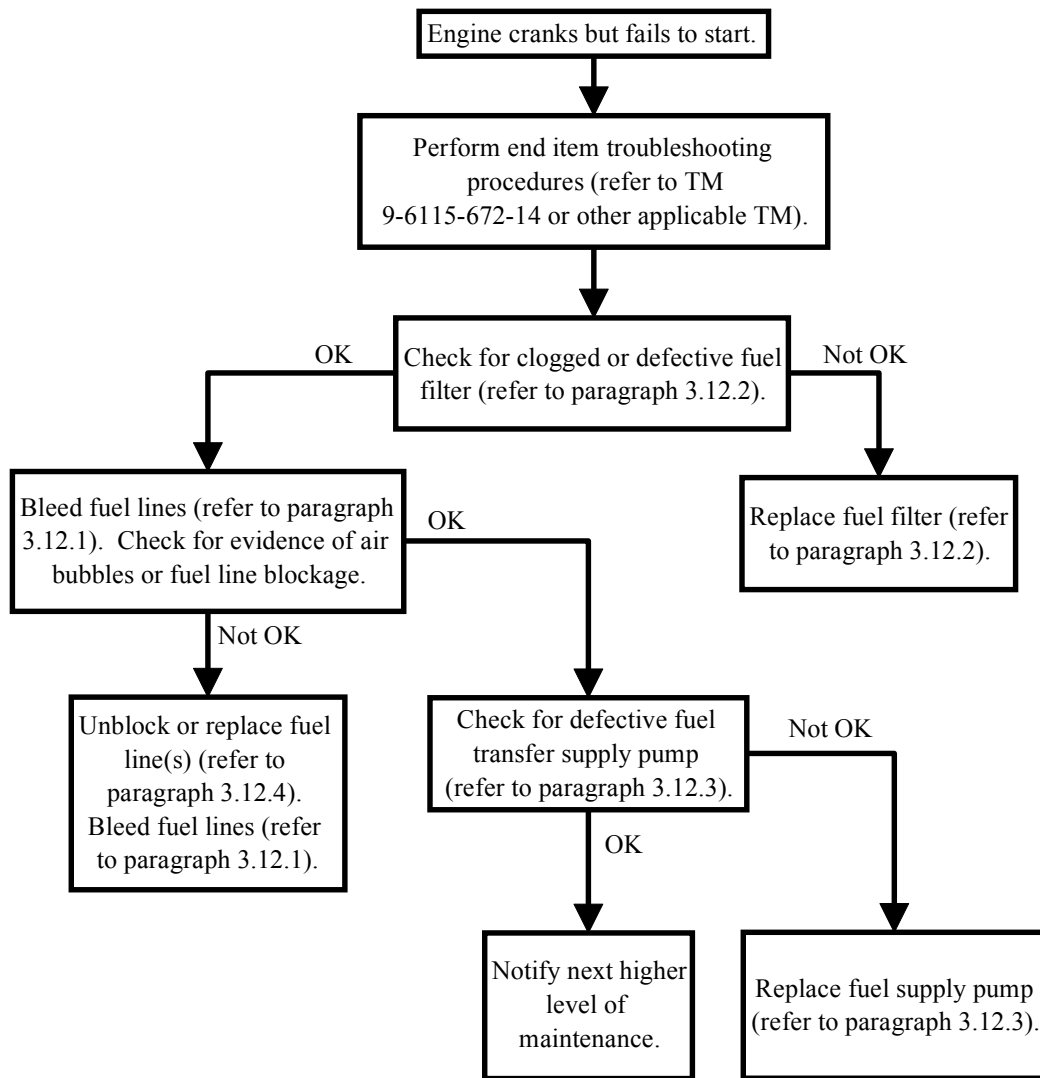 Engine cranks but fails to start.
Perform end item troubleshooting
procedures (refer to TM
9-6115-672-14 or other applicable TM).
OK
Check for clogged or defective fuel
filter (refer to paragraph 3.12.2).
Not OK
Bleed fuel lines (refer to paragraph
3.12.1).  Check for evidence of air
bubbles or fuel line blockage.
OK
Replace fuel filter (refer
to paragraph 3.12.2).
Not OK
Unblock or replace fuel
line(s) (refer to
paragraph 3.12.4).
Bleed fuel lines (refer
to paragraph 3.12.1).
Check for defective fuel
transfer supply pump
(refer to paragraph 3.12.3).
Not OK
OK
Notify next higher
level of
maintenance.
Replace fuel supply pump
(refer to paragraph 3.12.3).